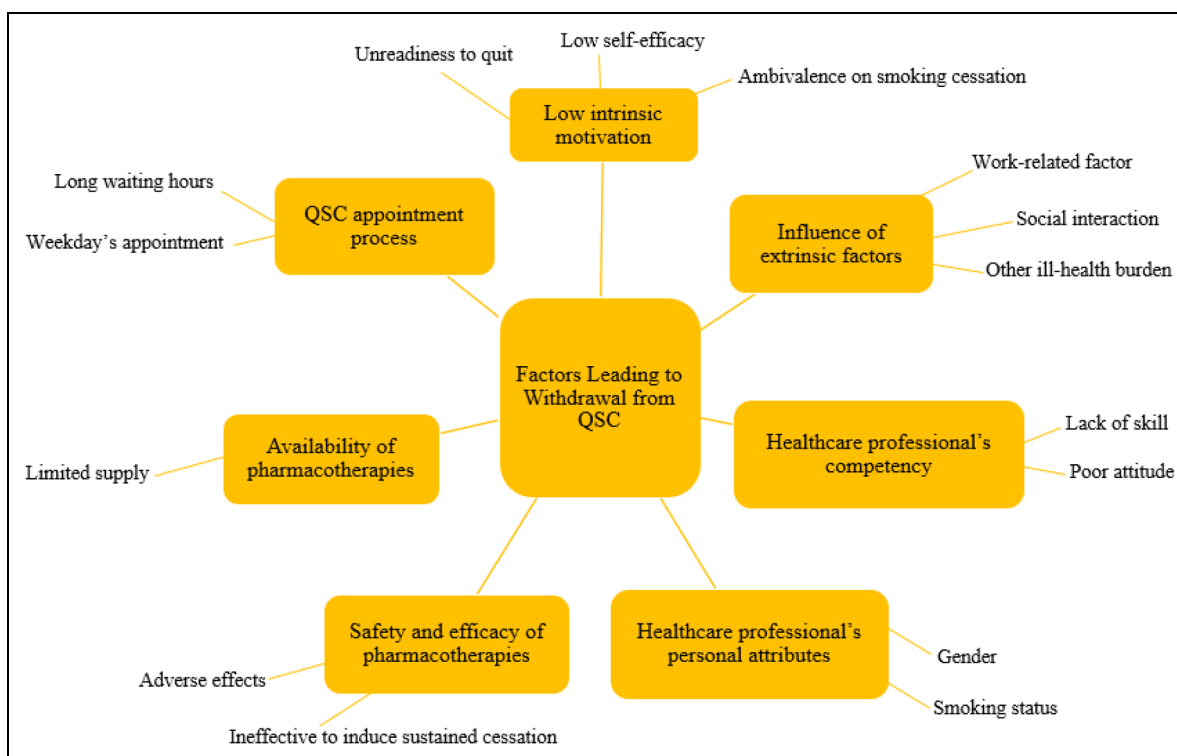 Low self-efficacy
Unreadiness to quit
Ambivalence on smoking cessation
Low intrinsic
motivation
Work-related factor
Long waiting hours
QSC appointment
process
Social interaction
Influence of
extrinsic factors
Weekday’s appointment
Other ill-health burden
Factors Leading to
Withdrawal from
QSC
Lack of skill
Availability of
pharmacotherapies
Healthcare professional’s
competency
Limited supply
Poor attitude
Safety and efficacy of
pharmacotherapies
Healthcare professional’s
personal attributes
Gender
Adverse effects
Smoking status
Ineffective to induce sustained cessation